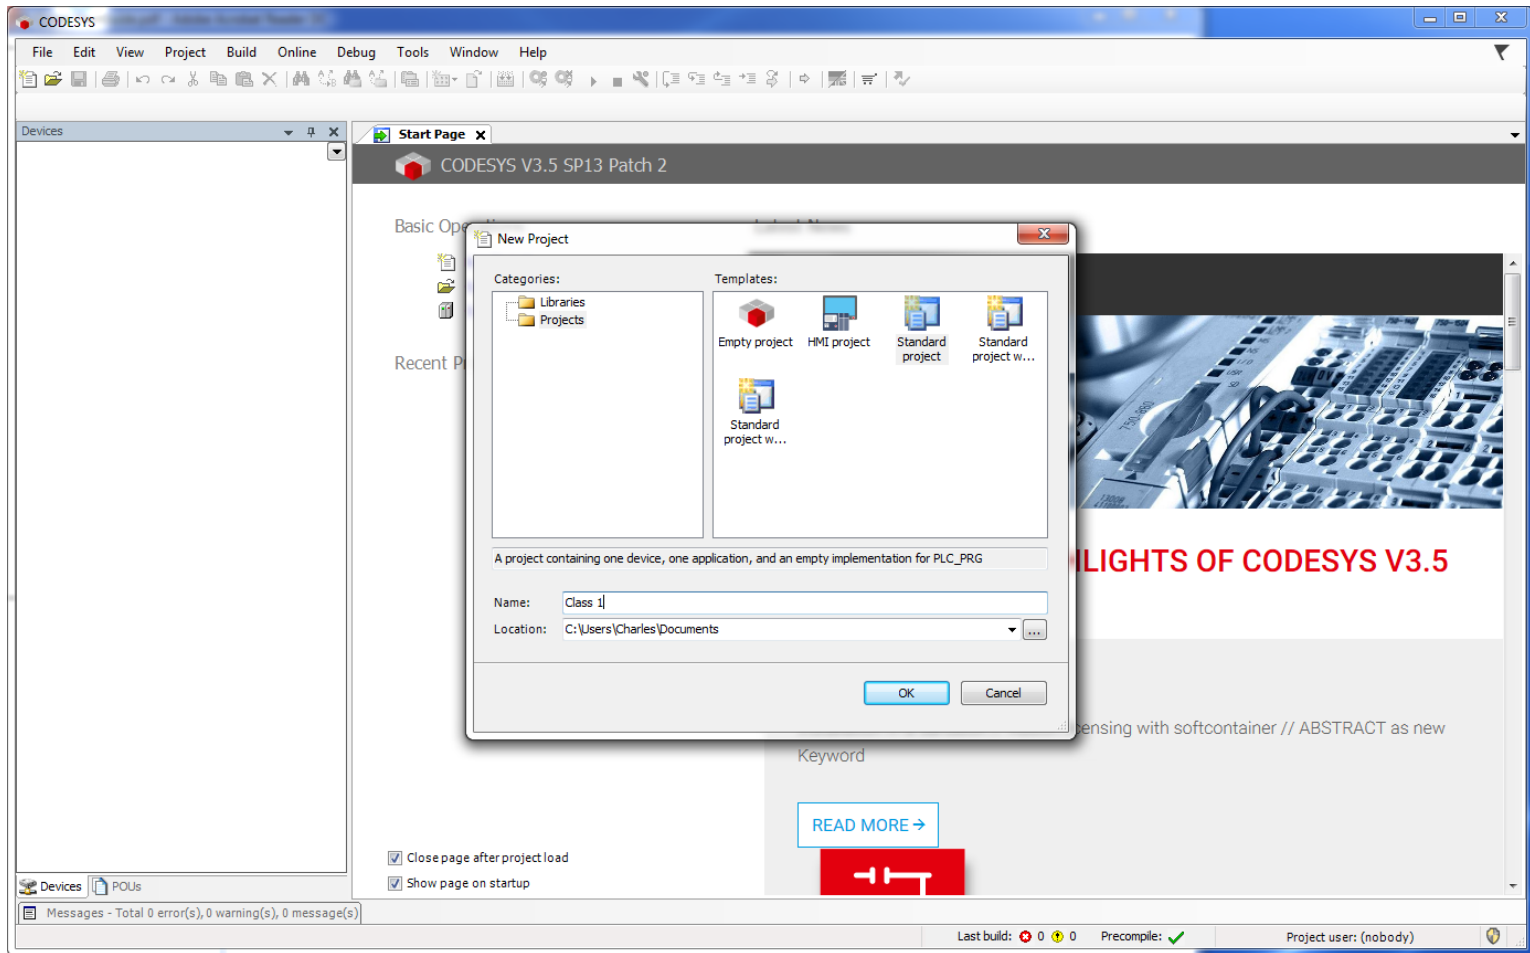 CODESYS
File Edit View Project Build Online Debug Tools Window Help
Devices
Start Page
CODESYS V3.5 SP13 Patch 2
Basic Ope
Recent P
New Project
Categories:
Libraries
Projects
Templates:
Empty project
HMI project
Standard
project
Standard
project w...
Standard
project w...
A project containing one device, one application, and an empty implementation for PLC_PRG
Name: Class 1
Location: C:\Users\Charles\Documents
...
OK Cancel
LIGHTS OF CODESYS V3.5
ensing with softcontainer // ABSTRACT as new
Keyword
READ MORE →
Close page after project load
Show page on startup
Devices POUs
Messages - Total 0 error(s), 0 warning(s), 0 message(s)
Last build: 0 0 Precompile: Project user: (nobody)